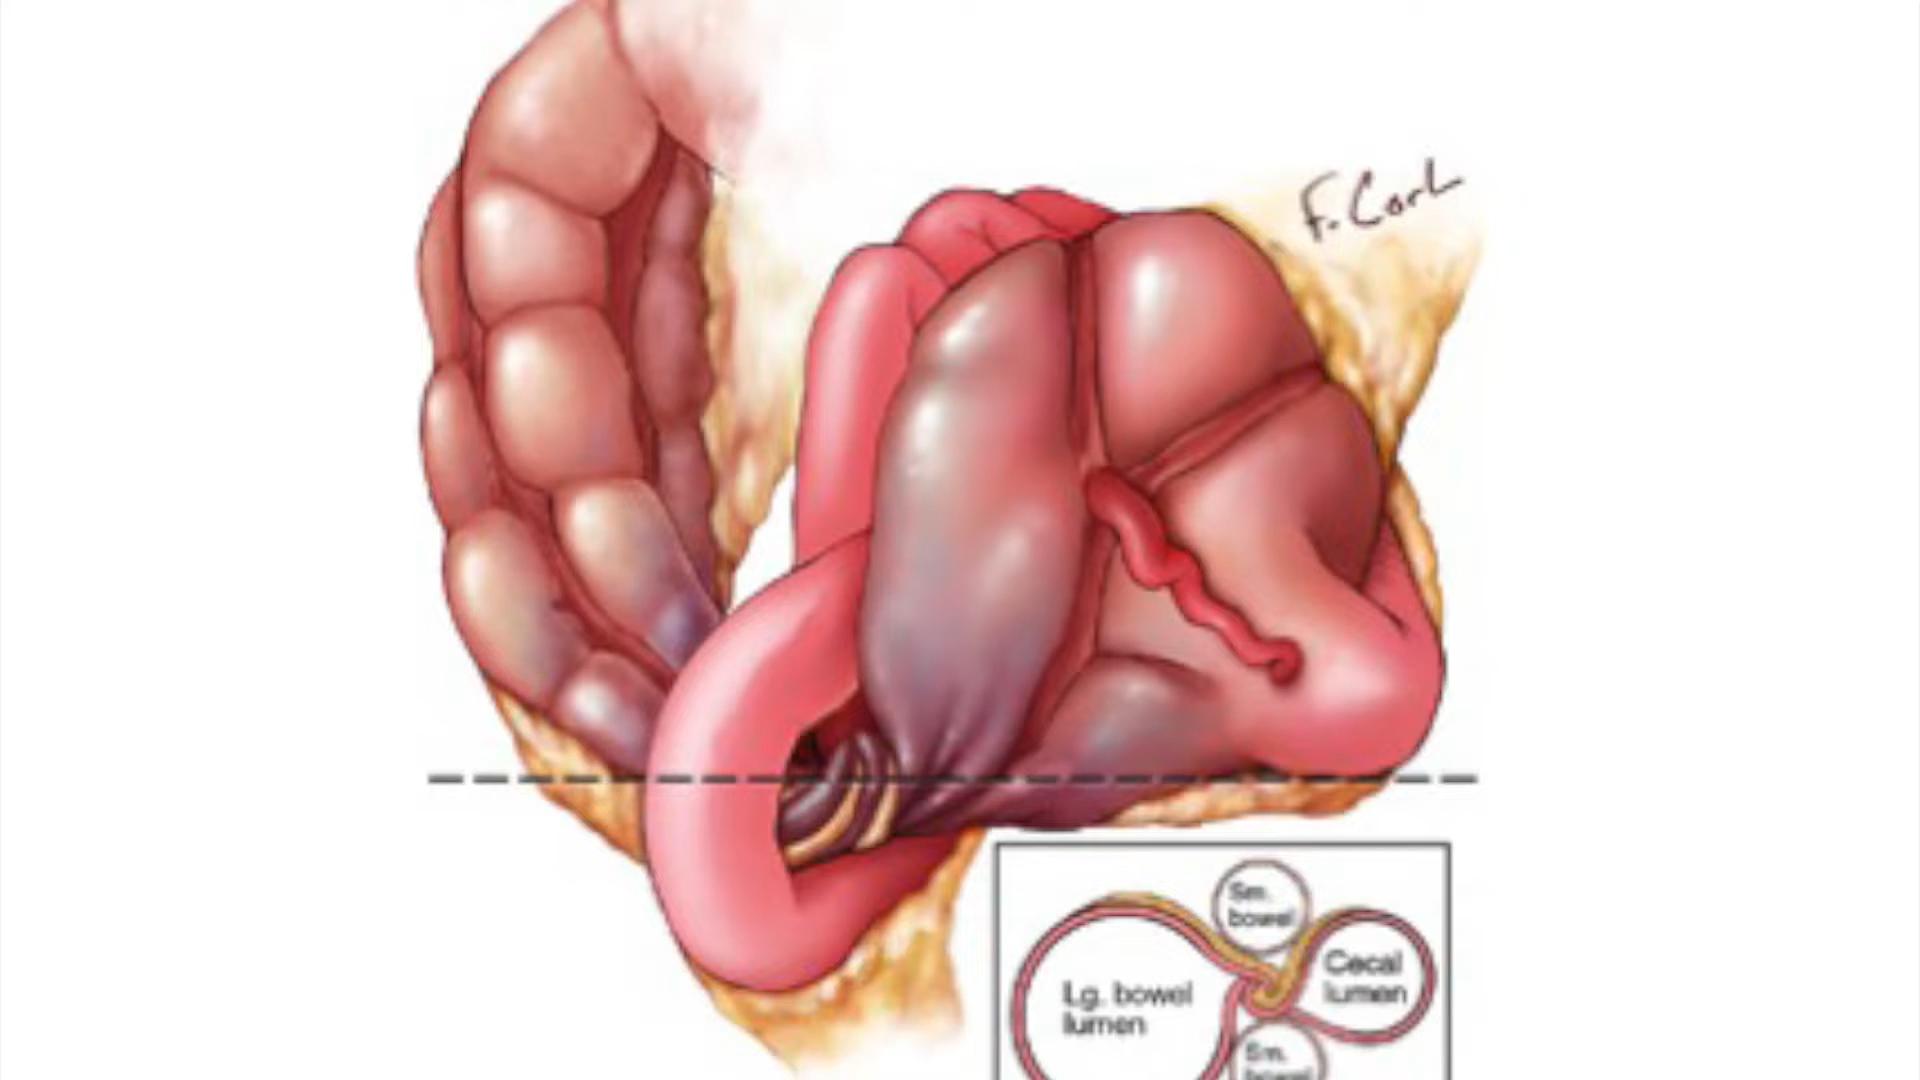 F. Corl
Sm.
bowel
Cecal
lumen
Lg. bowel
lumen
Sm.
bowel